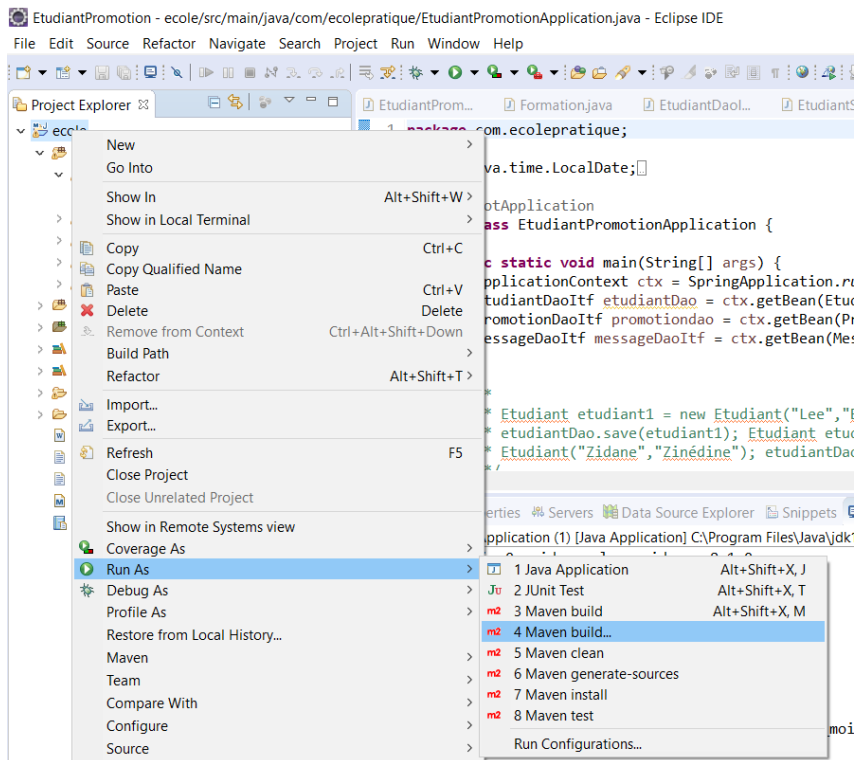 EtudiantPromotion - ecole/src/main/java/com/ecolepratique/EtudiantPromotionApplication.java - Eclipse IDE
File Edit Source Refactor Navigate Search Project Run Window Help
Project Explorer
EtudiantProm...
Formation.java
EtudiantDaoI...
EtudiantS
ecole
1 package com.ecolepratique;
va.time.LocalDate;
otApplication
ass EtudiantPromotionApplication {
c static void main(String[] args) {
pplicationContext ctx = SpringApplication.ru
tudiantDaoItf etudiantDao = ctx.getBean(Etud
romotionDaoItf promotiondao = ctx.getBean(Pr
essageDaoItf messageDaoItf = ctx.getBean(Mes
*
* Etudiant etudiant1 = new Etudiant("Lee","B
* etudiantDao.save(etudiant1); Etudiant etud
* Etudiant("Zidane","Zinédine"); etudiantDao
*/
erties Servers Data Source Explorer Snippets
pplication (1) [Java Application] C:\Program Files\Java\jdk1
New
Go Into
Show In Alt+Shift+W
Show in Local Terminal
Copy Ctrl+C
Copy Qualified Name
Paste Ctrl+V
Delete Delete
Remove from Context Ctrl+Alt+Shift+Down
Build Path
Refactor Alt+Shift+T
Import...
Export...
Refresh F5
Close Project
Close Unrelated Project
Show in Remote Systems view
Coverage As
Run As
Debug As
Profile As
Restore from Local History...
Maven
Team
Compare With
Configure
Source
1 Java Application Alt+Shift+X, J
2 JUnit Test Alt+Shift+X, T
3 Maven build Alt+Shift+X, M
4 Maven build...
5 Maven clean
6 Maven generate-sources
7 Maven install
8 Maven test
Run Configurations...
moi